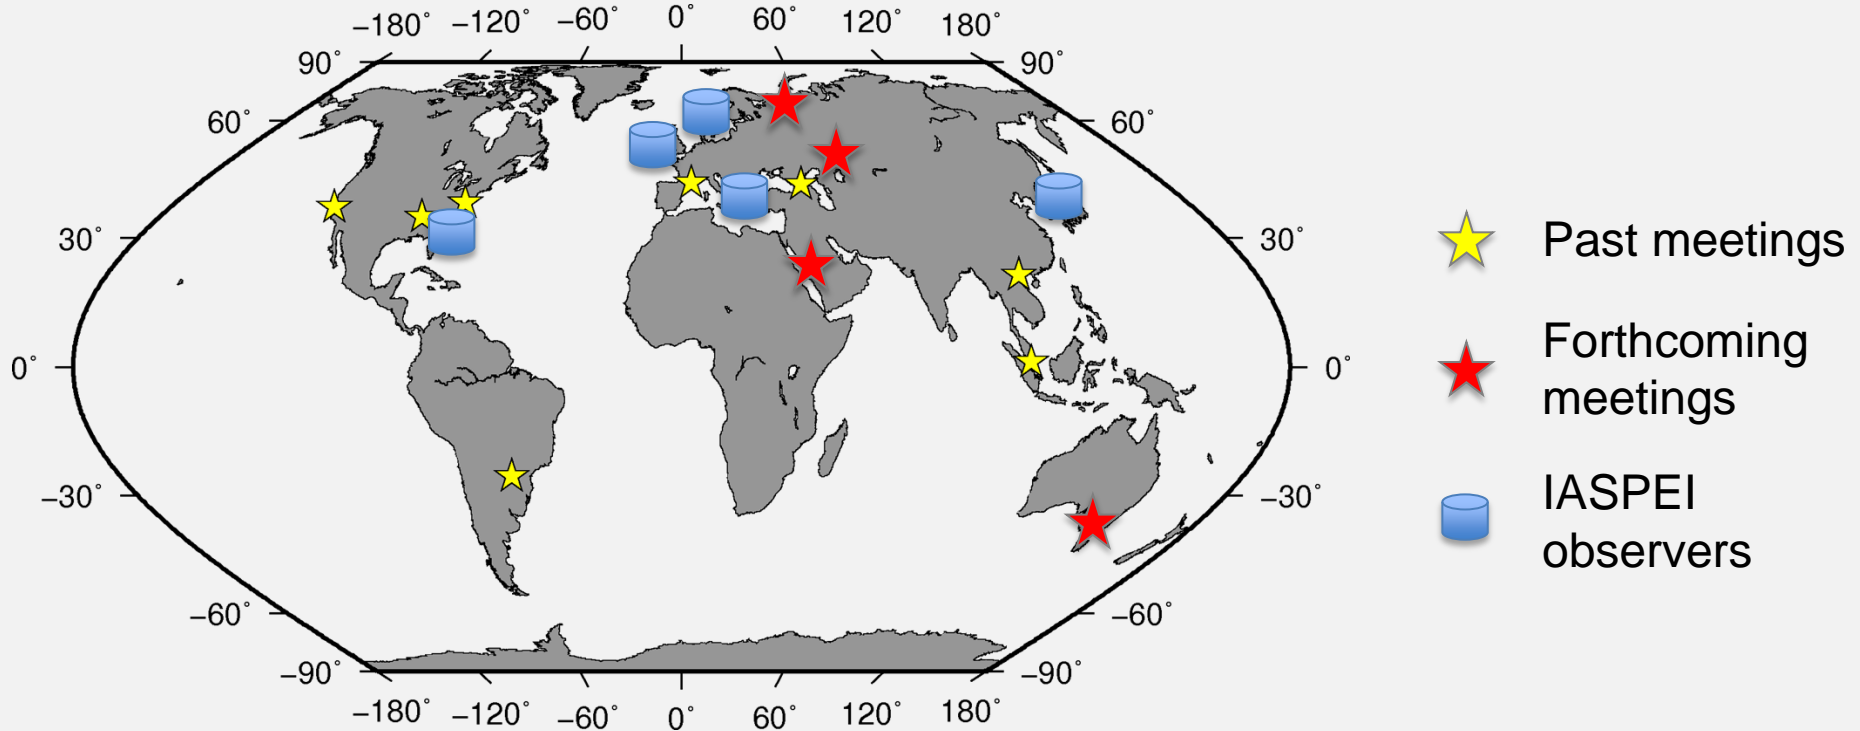 −180° −120° −60° 0° 60° 120° 180°
90° 90°
60° 60°
30° 30°
0° 0°
−30° −30°
−60° −60°
−90° −90°
−180° −120° −60° 0° 60° 120° 180°
Past meetings
Forthcoming
meetings
IASPEI
observers